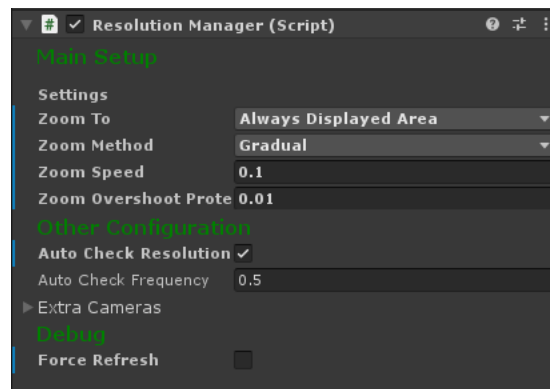 # Resolution Manager (Script)
Main Setup
Settings
Zoom To Always Displayed Area
Zoom Method Gradual
Zoom Speed 0.1
Zoom Overshoot Prote 0.01
Other Configuration
Auto Check Resolution
Auto Check Frequency 0.5
Extra Cameras
Debug
Force Refresh